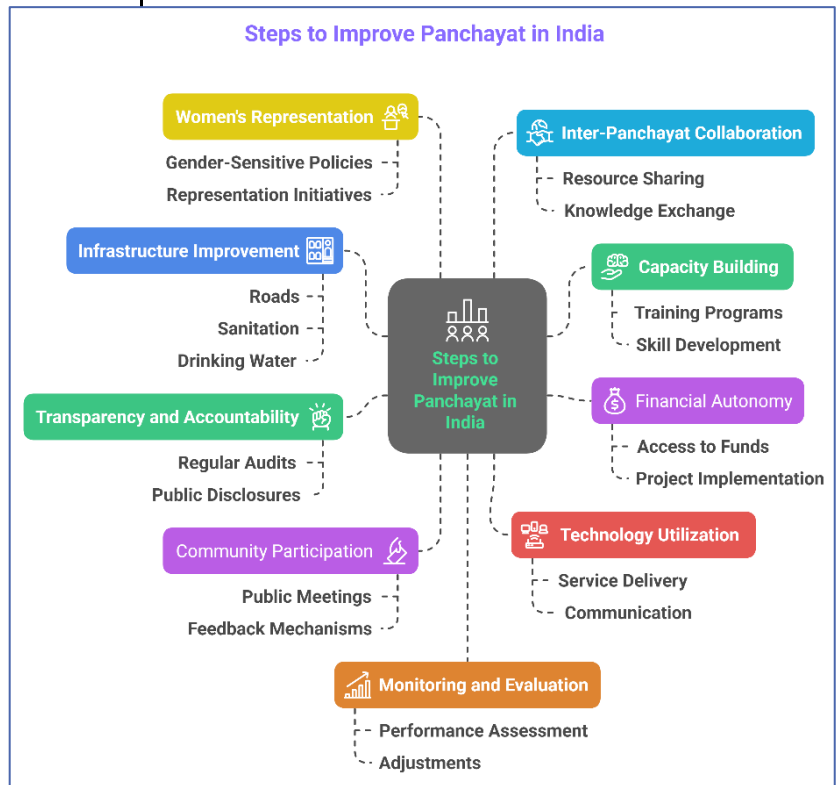 Steps to Improve Panchayat in India
Women's Representation
Gender-Sensitive Policies
Representation Initiatives
Infrastructure Improvement
Roads
Sanitation
Drinking Water
Transparency and Accountability
Regular Audits
Public Disclosures
Community Participation
Public Meetings
Feedback Mechanisms
Steps to
Improve
Panchayat in
India
Inter-Panchayat Collaboration
Resource Sharing
Knowledge Exchange
Capacity Building
Training Programs
Skill Development
Financial Autonomy
Access to Funds
Project Implementation
Technology Utilization
Service Delivery
Communication
Monitoring and Evaluation
Performance Assessment
Adjustments